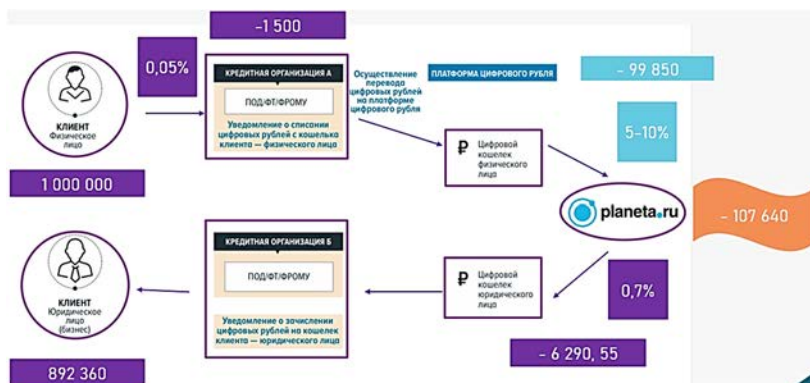 −1 500
0,05%
КРЕДИТНАЯ ОРГАНИЗАЦИЯ А
ПОД/ФТ/ФРОМУ
Уведомление о списании
цифровых рублей с кошелька
клиента — физического лица
КЛИЕНТ
Физическое
лицо
1 000 000
Осуществление
перевода
цифровых рублей
на платформе
цифрового рубля
ПЛАТФОРМА ЦИФРОВОГО РУБЛЯ
− 99 850
5-10%
₽
Цифровой
кошелек
физического
лица
planeta.ru
− 107 640
КРЕДИТНАЯ ОРГАНИЗАЦИЯ Б
ПОД/ФТ/ФРОМУ
Уведомление о зачислении
цифровых рублей на кошелек
клиента — юридического лица
₽
Цифровой
кошелек
юридического
лица
0,7%
− 6 290, 55
КЛИЕНТ
Юридическое
лицо
(бизнес)
892 360